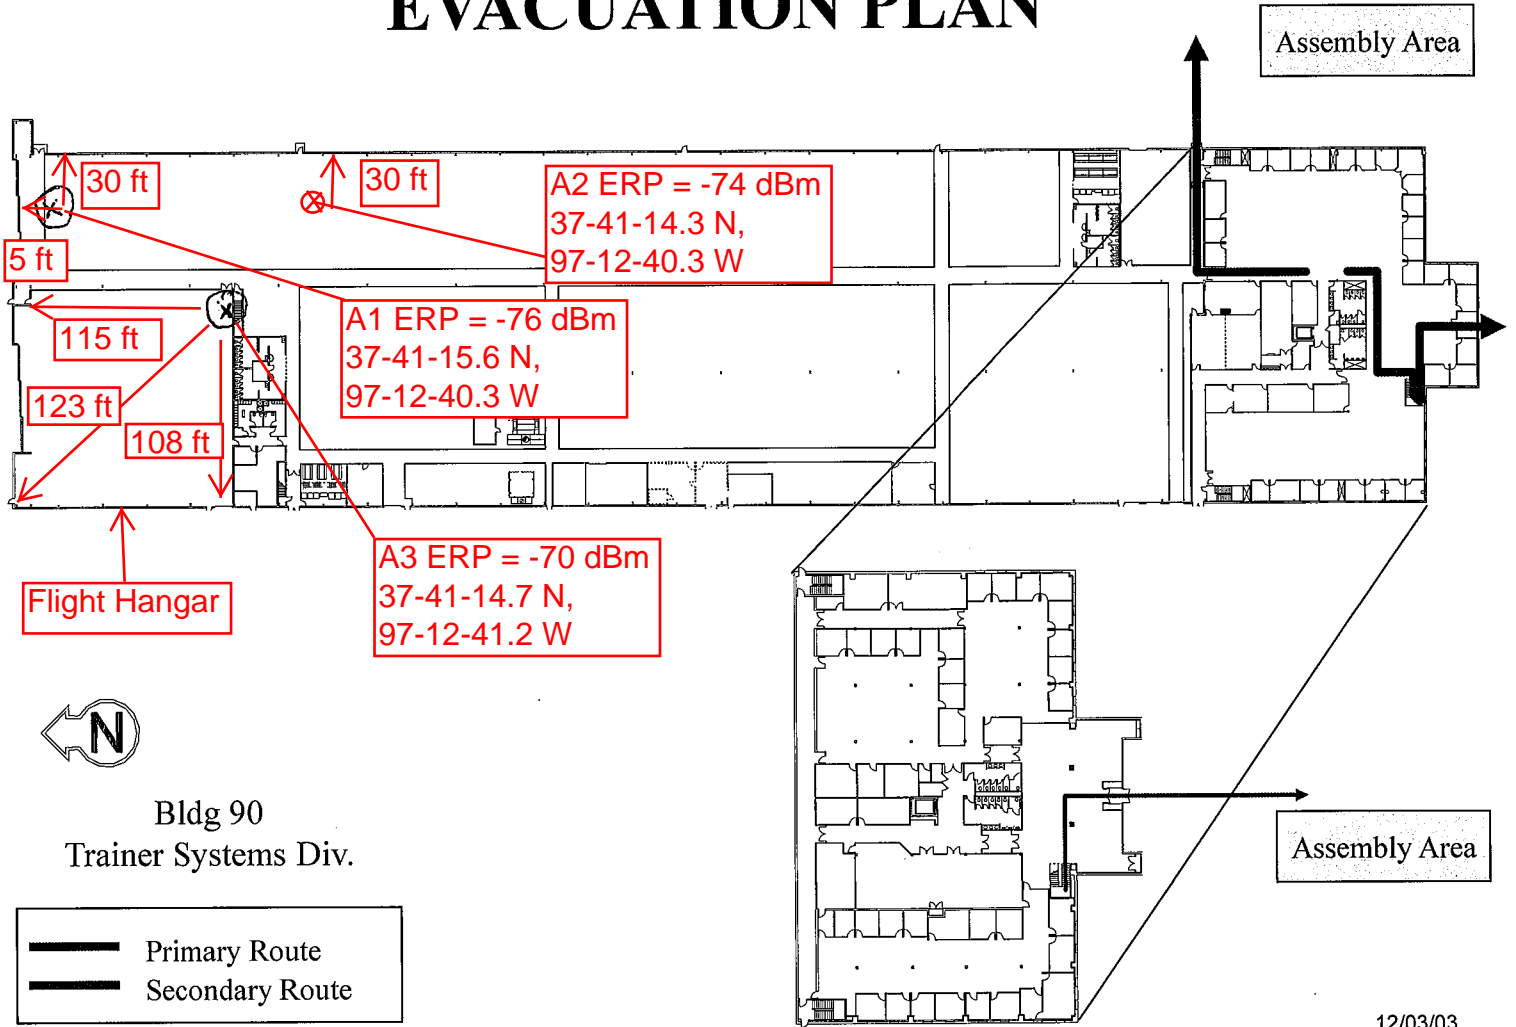 EVACUATION PLAN
Assembly Area
30 ft
30 ft
A2 ERP = -74 dBm
37-41-14.3 N,
97-12-40.3 W
5 ft
A1 ERP = -76 dBm
37-41-15.6 N,
97-12-40.3 W
115 ft
123 ft
108 ft
A3 ERP = -70 dBm
37-41-14.7 N,
97-12-41.2 W
Flight Hangar
N
Bldg 90
Trainer Systems Div.
Assembly Area
Primary Route
Secondary Route
12/03/03